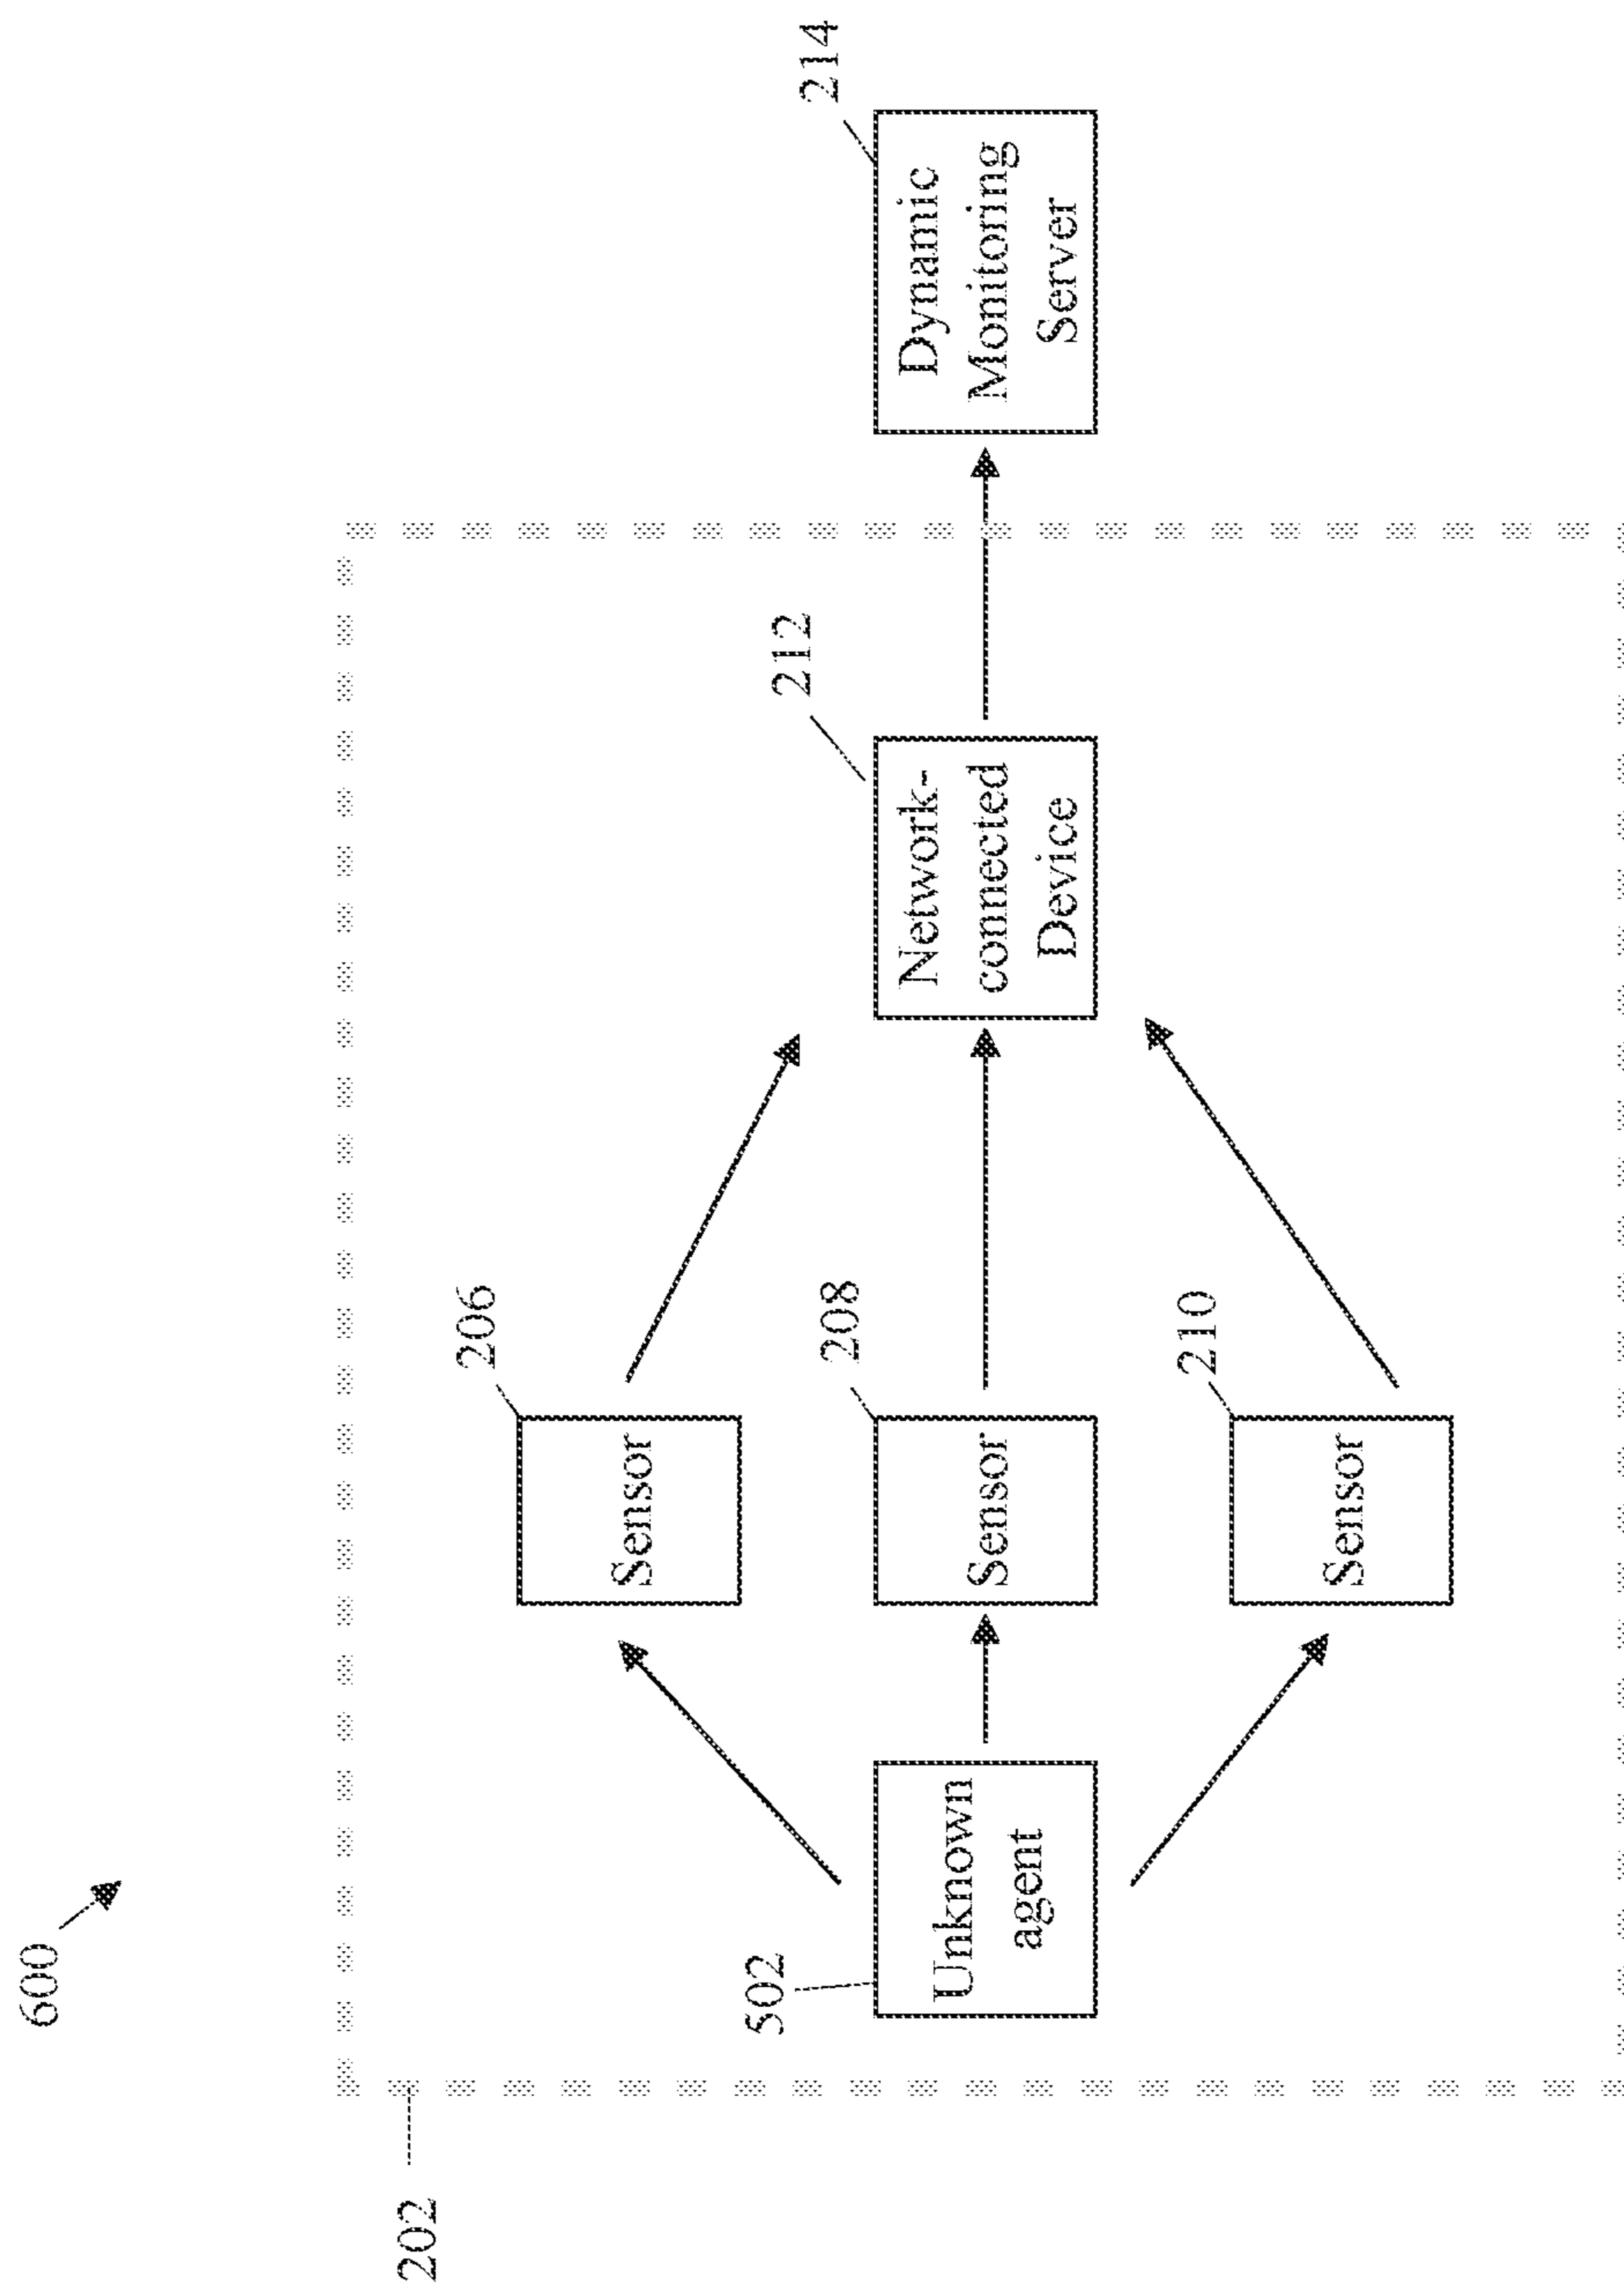 600
202
502
Unknown
agent
206
Sensor
208
Sensor
210
Sensor
212
Network-
connected
Device
214
Dynamic
Monitoring
Server